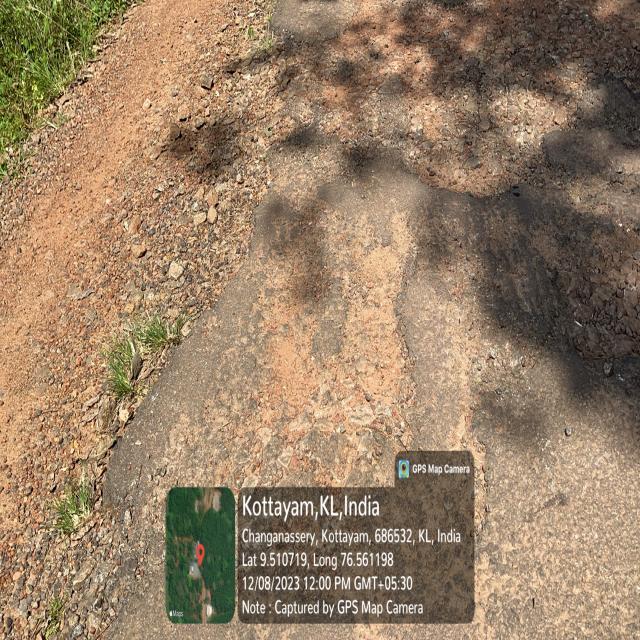 GPS Map Camera
Kottayam,KL,India
Changanassery, Kottayam, 686532, KL, India
Lat 9.510719, Long 76.561198
12/08/2023 12:00 PM GMT+05:30
Note : Captured by GPS Map Camera
Maps